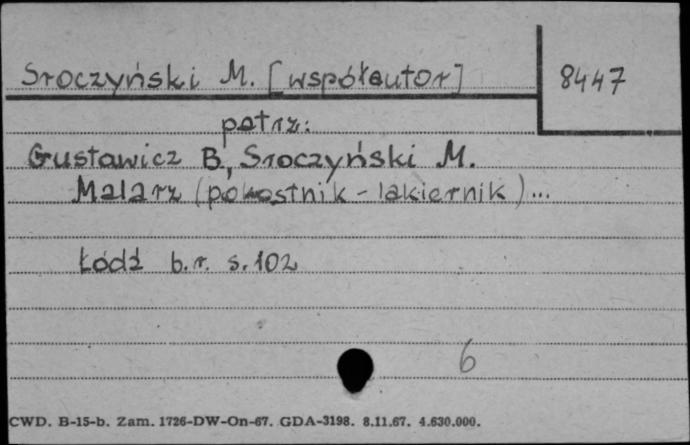 Sroczyński M. [współautor]
8447
patrz:
Gustawicz B., Sroczyński M.
Malarz (pokostnik - lakiernik)...
Łódź b.r. s. 102
6
CWD. B-15-b. Zam. 1726-DW-On-67. GDA-3198. 8.11.67. 4.630.000.